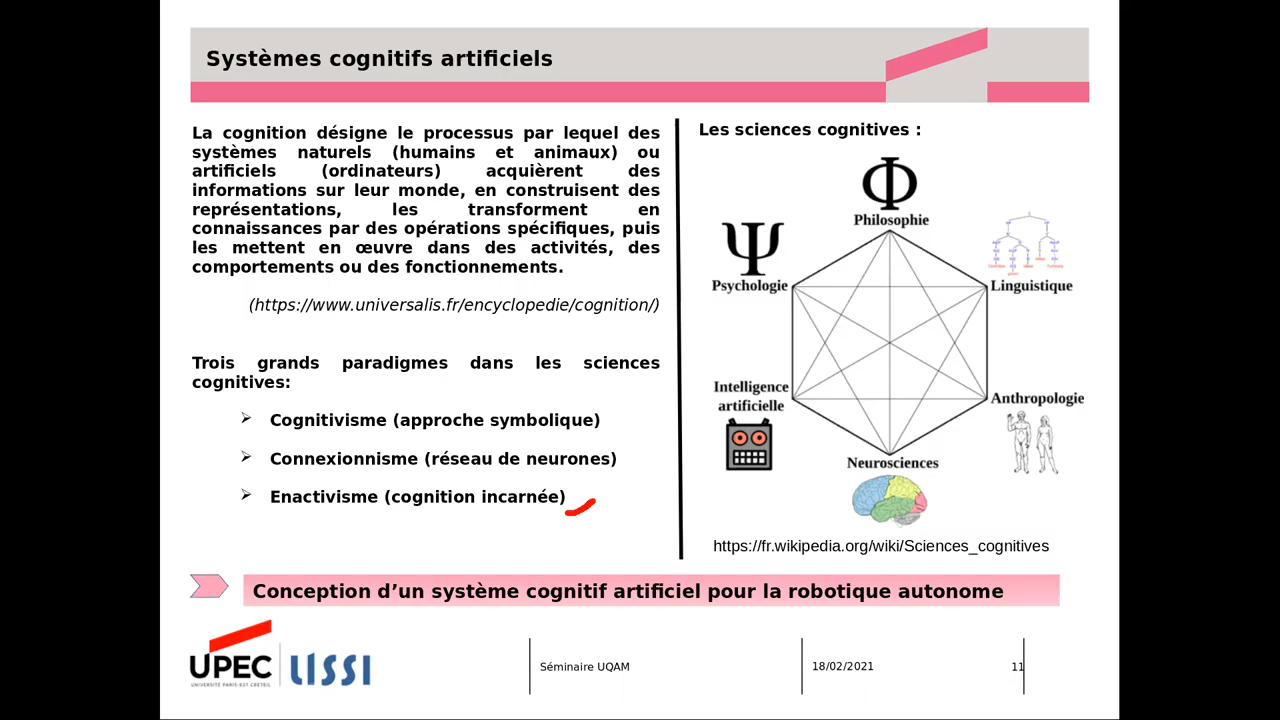 Systèmes cognitifs artificiels
La cognition désigne le processus par lequel des
systèmes naturels (humains et animaux) ou
artificiels (ordinateurs) acquièrent des
informations sur leur monde, en construisent des
représentations, les transforment en
connaissances par des opérations spécifiques, puis
les mettent en œuvre dans des activités, des
comportements ou des fonctionnements.
(https://www.universalis.fr/encyclopedie/cognition/)
Trois grands paradigmes dans les sciences
cognitives:
Cognitivisme (approche symbolique)
Connexionnisme (réseau de neurones)
Enactivisme (cognition incarnée)
Les sciences cognitives :
Φ
Philosophie
Ψ
Psychologie
Linguistique
Intelligence
artificielle
Anthropologie
Neurosciences
https://fr.wikipedia.org/wiki/Sciences_cognitives
Conception d’un système cognitif artificiel pour la robotique autonome
UPEC
UNIVERSITÉ PARIS-EST CRÉTEIL
LISSI
Séminaire UQAM
18/02/2021
11